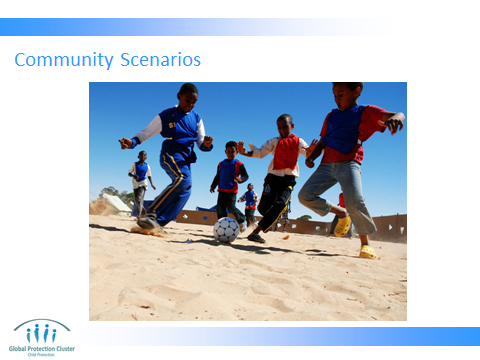 Community Scenarios
Global Protection Cluster
Child Protection